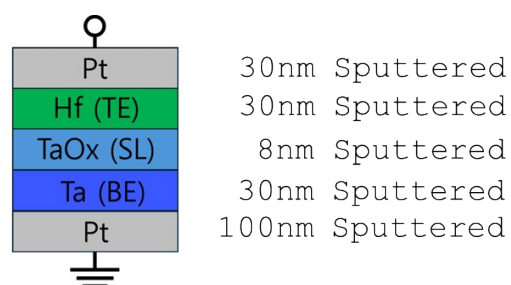 Pt 30nm Sputtered
Hf (TE) 30nm Sputtered
TaOx (SL) 8nm Sputtered
Ta (BE) 30nm Sputtered
Pt 100nm Sputtered